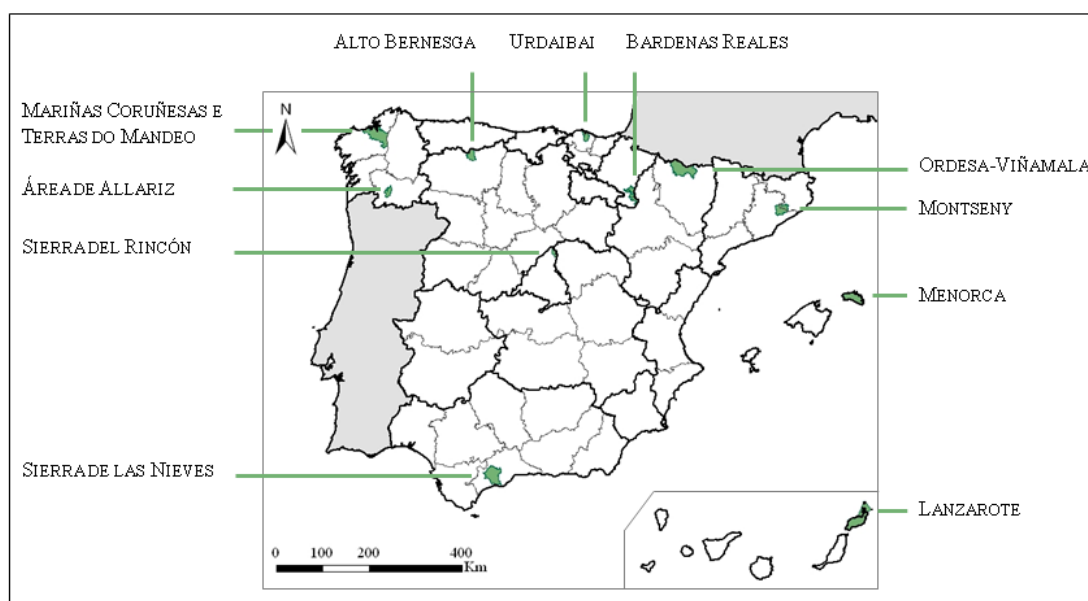 ALTO BERNESGA
URDAIBAI
BARDENAS REALES
MARIÑAS CORUÑESAS E
TERRAS DO MANDEO
N
ORDESA-VIÑAMALA
ÁREA DE ALLARIZ
MONTSENY
SIERRA DEL RINCÓN
MENORCA
SIERRA DE LAS NIEVES
LANZAROTE
0 100 200 400
Km